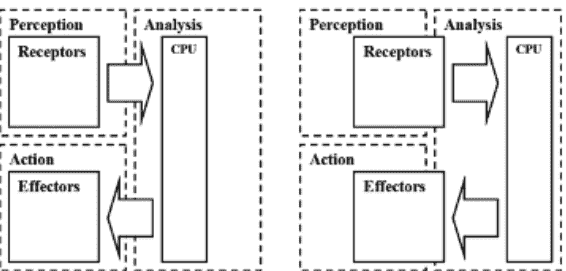 Perception
Analysis
Receptors
CPU
Action
Effectors
Perception
Analysis
Receptors
CPU
Action
Effectors